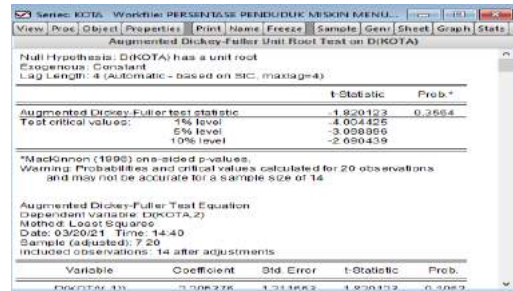 Series: KOTA Workfile: PERSENTASE PENDUDUK MISKIN MENU...
View Proc Object Properties Print Name Freeze Sample Genr Sheet Graph Stats
Augmented Dickey-Fuller Unit Root Test on D(KOTA)
Null Hypothesis: D(KOTA) has a unit root
Exogenous: Constant
Lag Length: 4 (Automatic - based on SIC, maxlag=4)
t-Statistic Prob.*
Augmented Dickey-Fuller test statistic -1.820123 0.3564
Test critical values: 1% level -4.004425
5% level -3.098896
10% level -2.690439
*MacKinnon (1996) one-sided p-values.
Warning: Probabilities and critical values calculated for 20 observations
and may not be accurate for a sample size of 14
Augmented Dickey-Fuller Test Equation
Dependent Variable: D(KOTA,2)
Method: Least Squares
Date: 03/20/21 Time: 14:40
Sample (adjusted): 7 20
Included observations: 14 after adjustments
Variable Coefficient Std. Error t-Statistic Prob.
D(KOTA(-1)) 1.820123